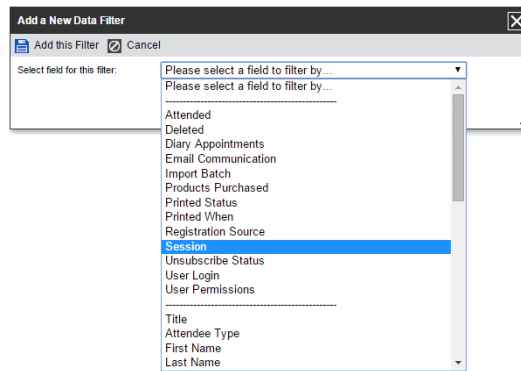 Add a New Data Filter
Add this Filter Cancel
Select field for this filter: Please select a field to filter by...
Please select a field to filter by...
------------------------------------------------
Attended
Deleted
Diary Appointments
Email Communication
Import Batch
Products Purchased
Printed Status
Printed When
Registration Source
Session
Unsubscribe Status
User Login
User Permissions
------------------------------------------------
Title
Attendee Type
First Name
Last Name